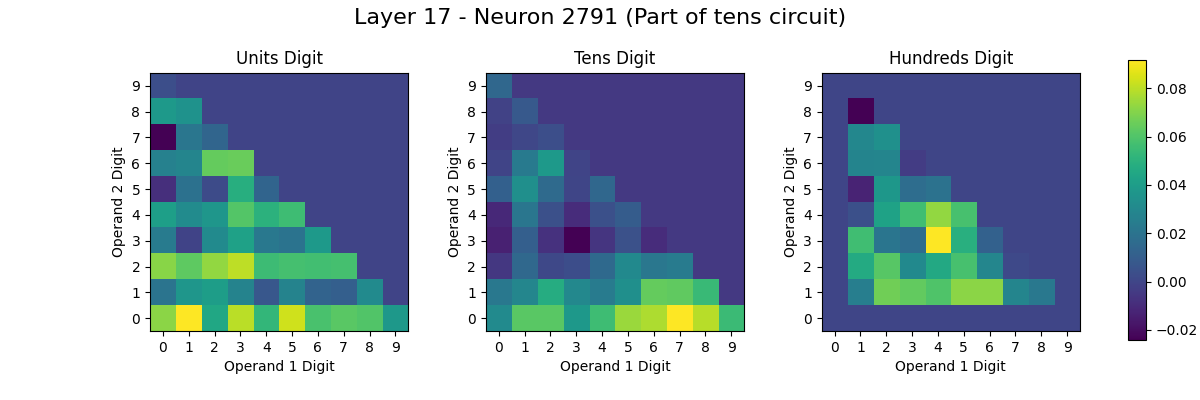 Layer 17 - Neuron 2791 (Part of tens circuit)
Units Digit
Operand 2 Digit
9
8
7
6
5
4
3
2
1
0
0 1 2 3 4 5 6 7 8 9
Operand 1 Digit
Tens Digit
Operand 2 Digit
9
8
7
6
5
4
3
2
1
0
0 1 2 3 4 5 6 7 8 9
Operand 1 Digit
Hundreds Digit
Operand 2 Digit
9
8
7
6
5
4
3
2
1
0
0 1 2 3 4 5 6 7 8 9
Operand 1 Digit
0.08
0.06
0.04
0.02
0.00
−0.02